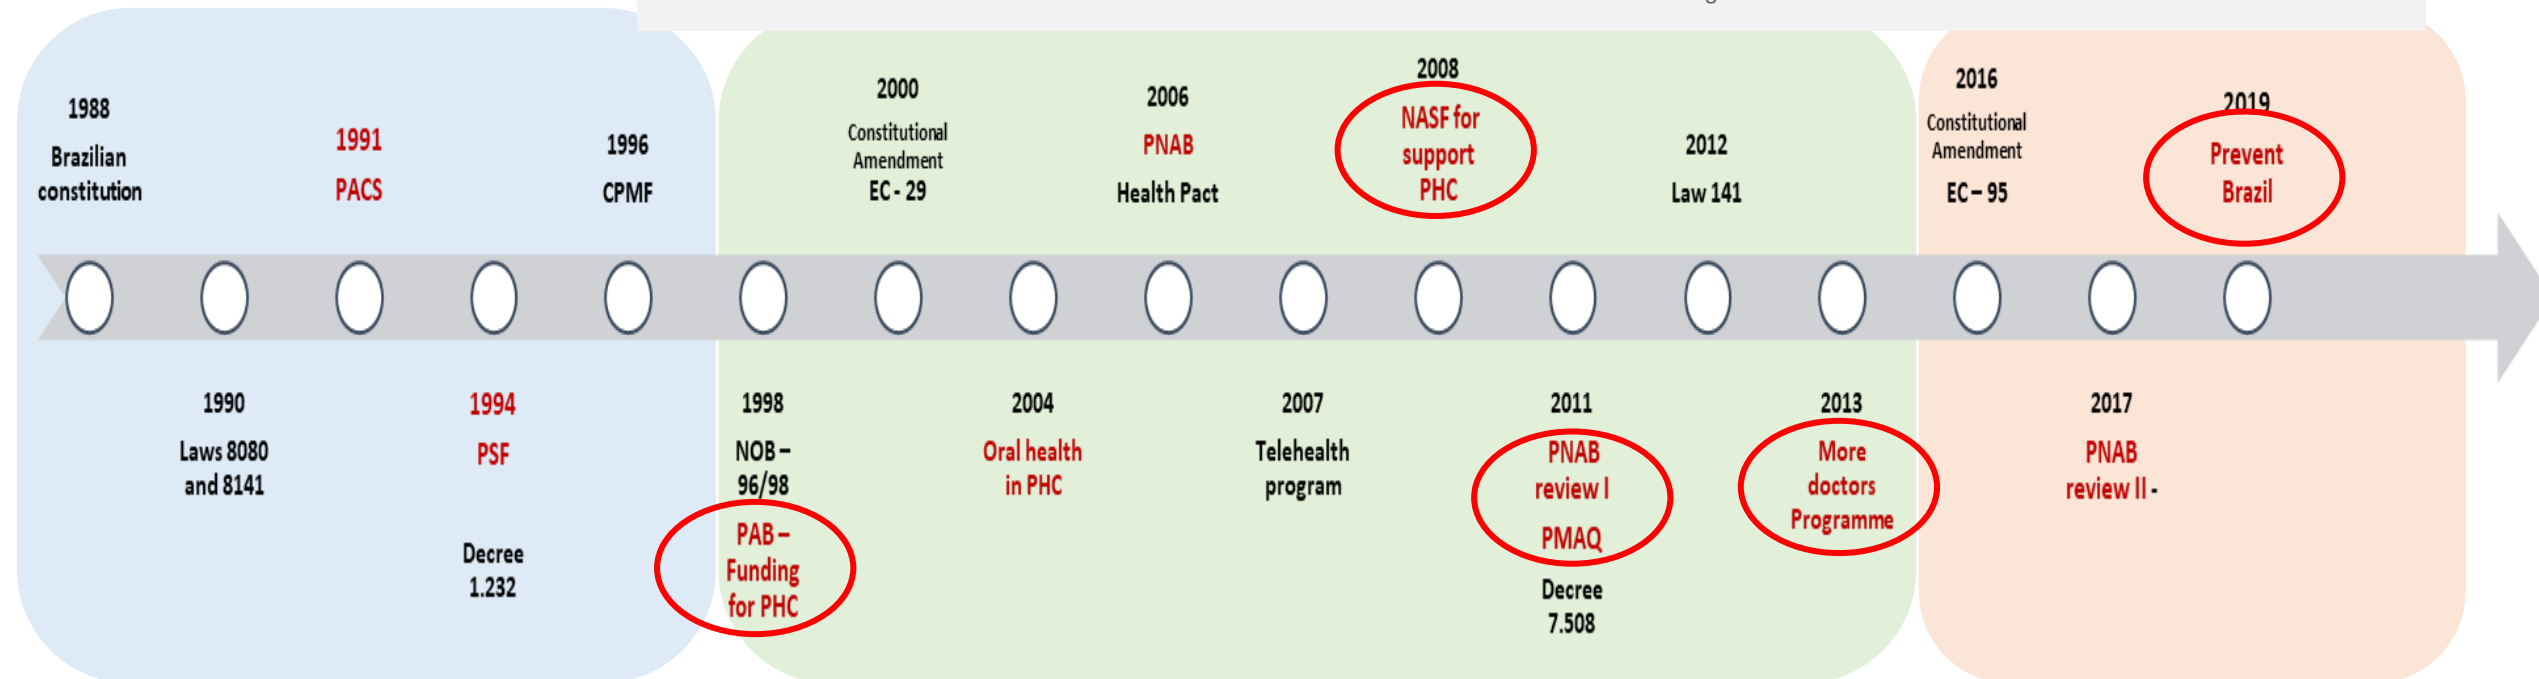 1988
Brazilian
constitution
1990
Laws 8080
and 8141
1991
PACS
1994
PSF
Decree
1.232
1996
CPMF
1998
NOB –
96/98
PAB –
Funding
for PHC
2000
Constitutional
Amendment
EC - 29
2004
Oral health
in PHC
2006
PNAB
Health Pact
2007
Telehealth
program
2008
NASF for
support
PHC
2011
PNAB
review I
PMAQ
Decree
7.508
2012
Law 141
2013
More
doctors
Programme
2016
Constitutional
Amendment
EC – 95
2017
PNAB
review II -
2019
Prevent
Brazil